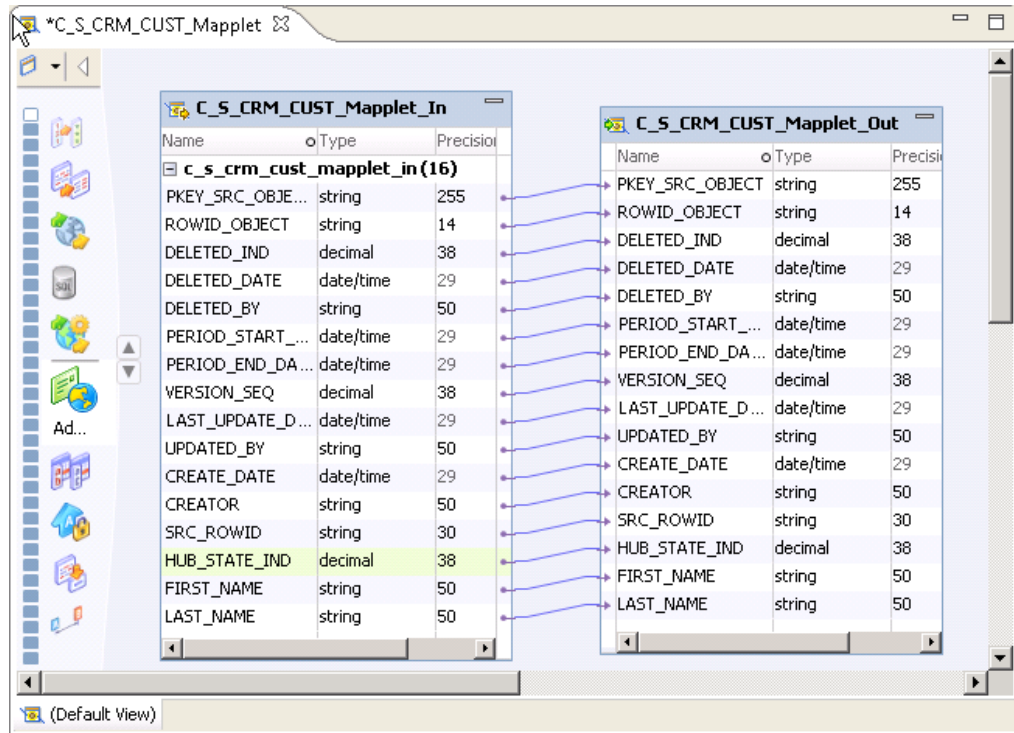 *C_S_CRM_CUST_Mapplet
C_S_CRM_CUST_Mapplet_In
Name Type Precision
c_s_crm_cust_mapplet_in (16)
PKEY_SRC_OBJE... string 255
ROWID_OBJECT string 14
DELETED_IND decimal 38
DELETED_DATE date/time 29
DELETED_BY string 50
PERIOD_START_... date/time 29
PERIOD_END_DA... date/time 29
VERSION_SEQ decimal 38
LAST_UPDATE_D... date/time 29
UPDATED_BY string 50
CREATE_DATE date/time 29
CREATOR string 50
SRC_ROWID string 30
HUB_STATE_IND decimal 38
FIRST_NAME string 50
LAST_NAME string 50
C_S_CRM_CUST_Mapplet_Out
Name Type Precisi
PKEY_SRC_OBJECT string 255
ROWID_OBJECT string 14
DELETED_IND decimal 38
DELETED_DATE date/time 29
DELETED_BY string 50
PERIOD_START_... date/time 29
PERIOD_END_DA... date/time 29
VERSION_SEQ decimal 38
LAST_UPDATE_D... date/time 29
UPDATED_BY string 50
CREATE_DATE date/time 29
CREATOR string 50
SRC_ROWID string 30
HUB_STATE_IND decimal 38
FIRST_NAME string 50
LAST_NAME string 50
SQL
Ad...
(Default View)